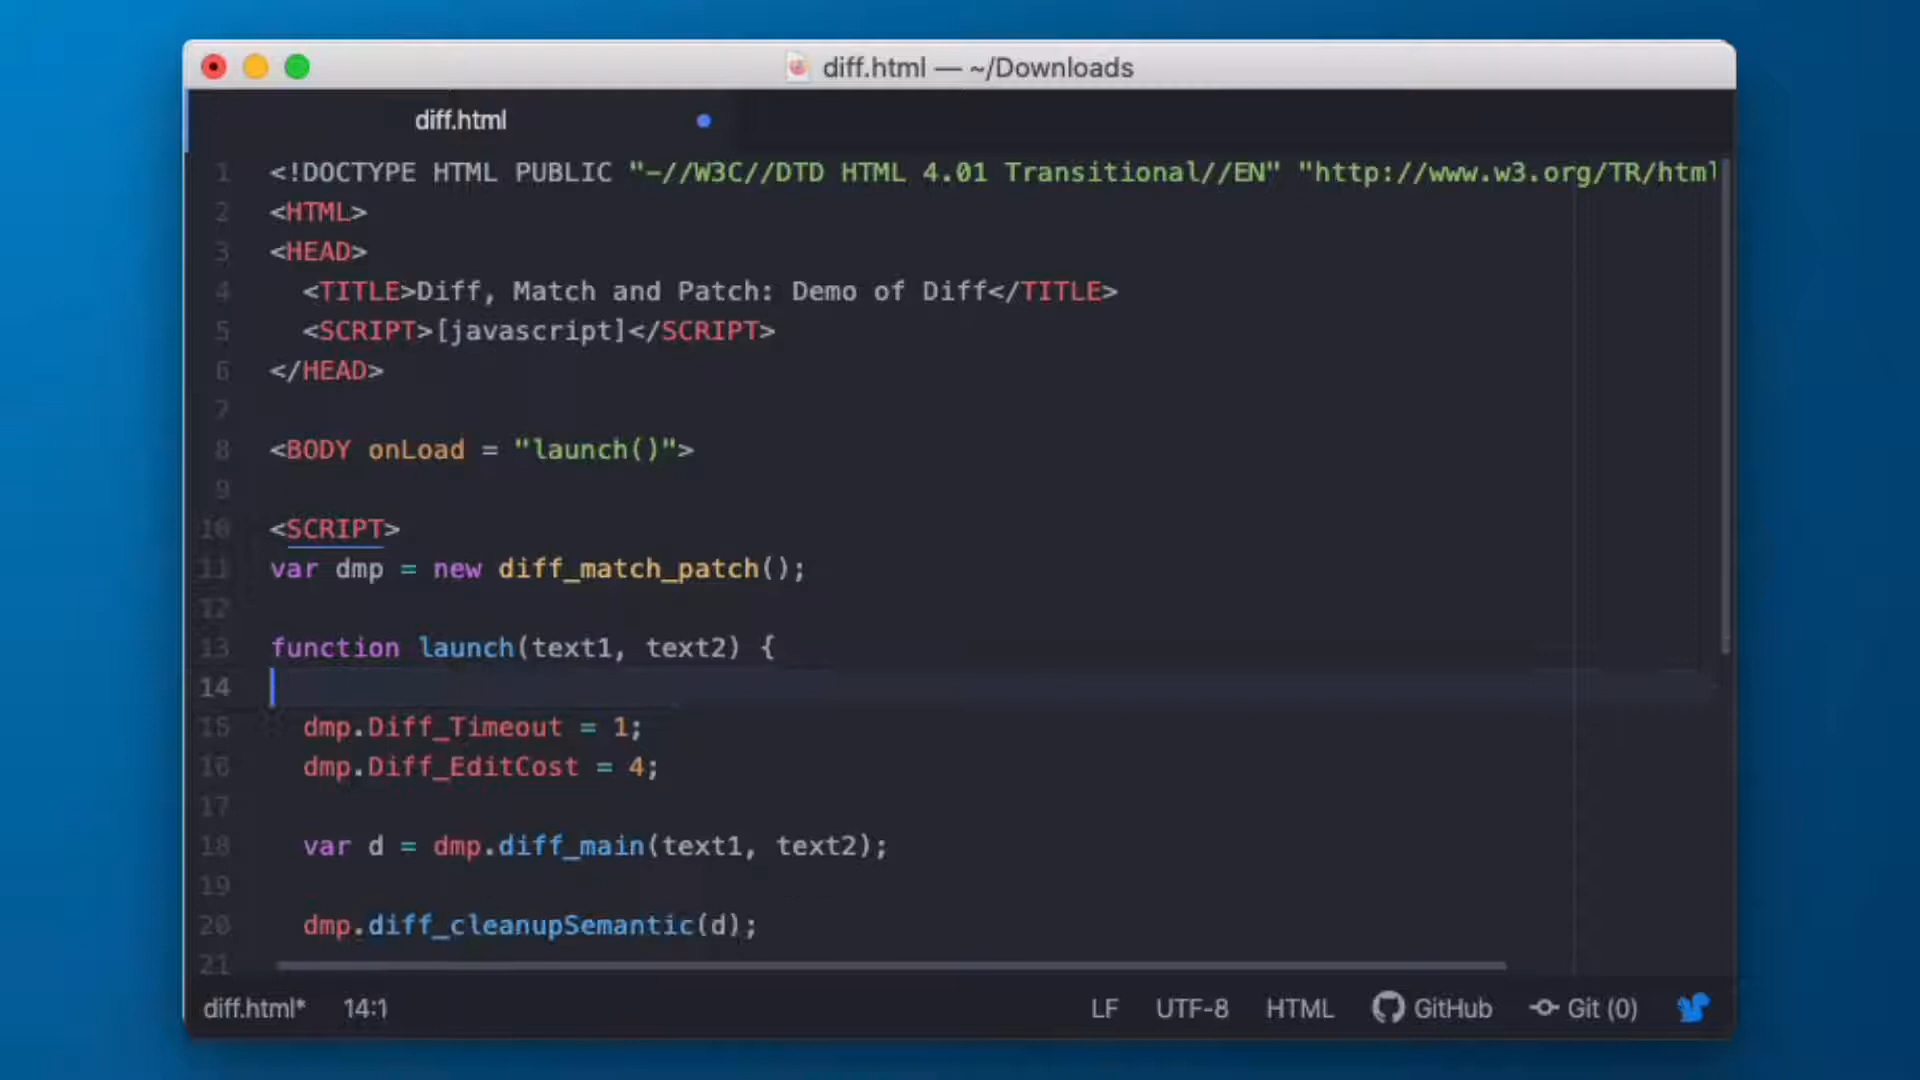 diff.html — ~/Downloads
diff.html
1 <!DOCTYPE HTML PUBLIC "-//W3C//DTD HTML 4.01 Transitional//EN" "http://www.w3.org/TR/html
2 <HTML>
3 <HEAD>
4   <TITLE>Diff, Match and Patch: Demo of Diff</TITLE>
5   <SCRIPT>[javascript]</SCRIPT>
6 </HEAD>
7
8 <BODY onLoad = "launch()">
9
10 <SCRIPT>
11 var dmp = new diff_match_patch();
12
13 function launch(text1, text2) {
14
15   dmp.Diff_Timeout = 1;
16   dmp.Diff_EditCost = 4;
17
18   var d = dmp.diff_main(text1, text2);
19
20   dmp.diff_cleanupSemantic(d);
21
diff.html* 14:1 LF UTF-8 HTML GitHub Git (0)